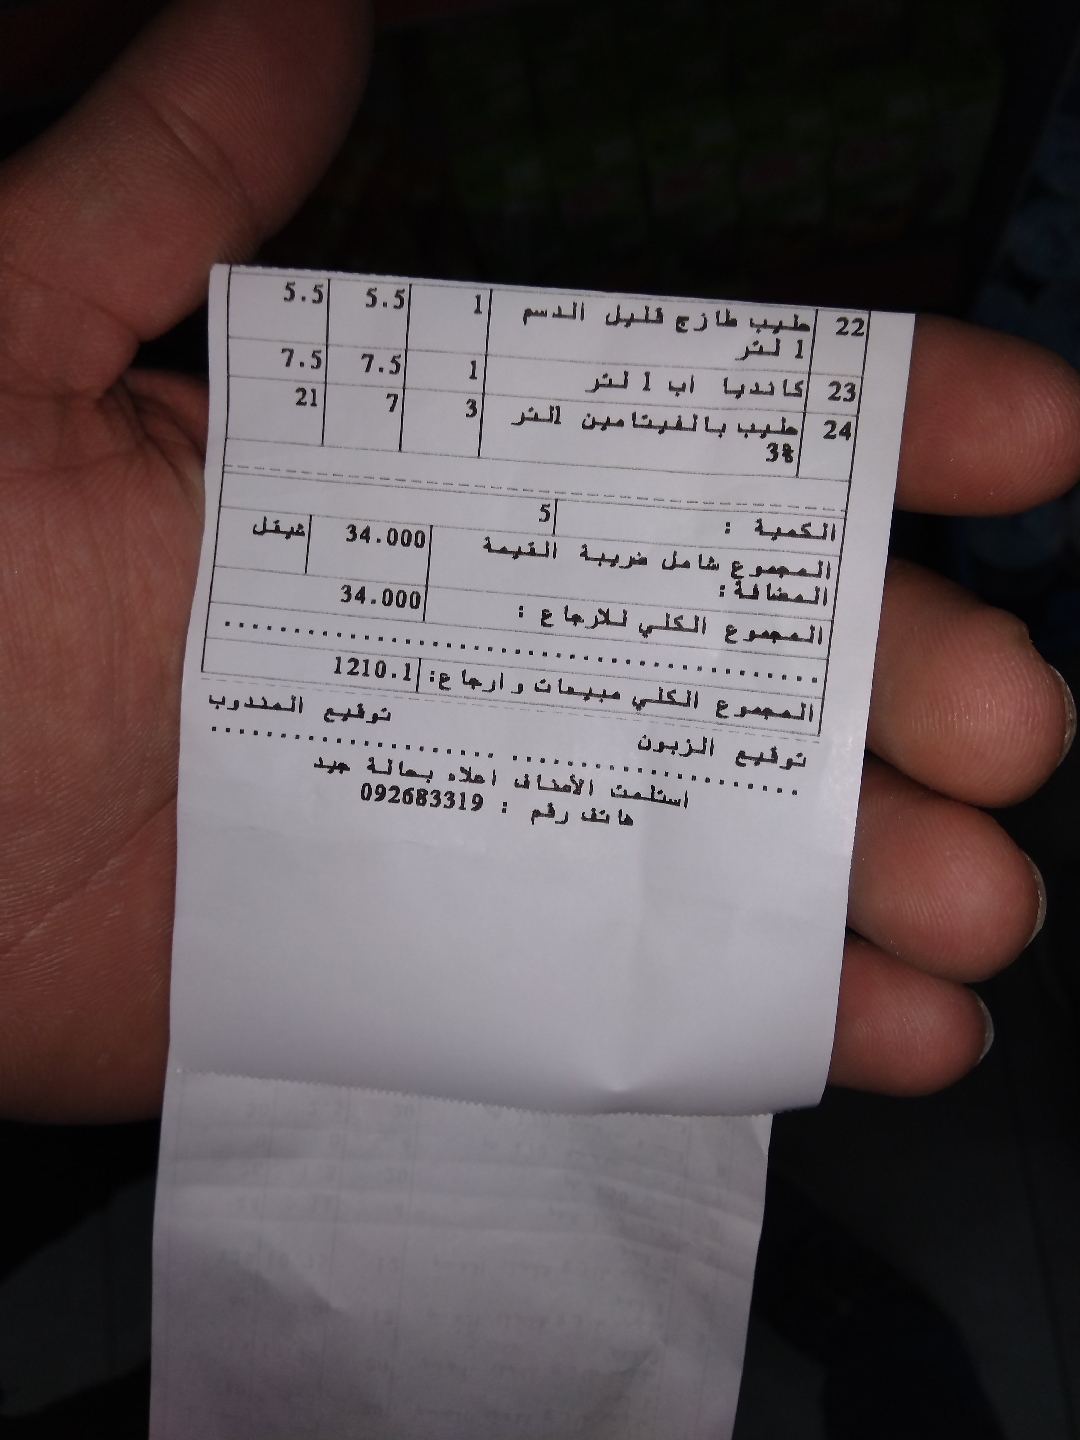 22 حليب طازج قليل الدسم 1 5.5 5.5
1 لتر
23 كانديا اب 1 لتر 1 7.5 7.5
24 حليب بالفيتامين 1لتر 3 7 21
3%
الكمية : 5
المجموع شامل ضريبة القيمة 34.000 شيقل
المضافة:
المجموع الكلي للارجاع : 34.000
المجموع الكلي مبيعات وارجاع: 1210.1
توقيع الزبون توقيع المندوب
استلمت الأصناف اعلاه بحالة جيد
هاتف رقم : 092683319